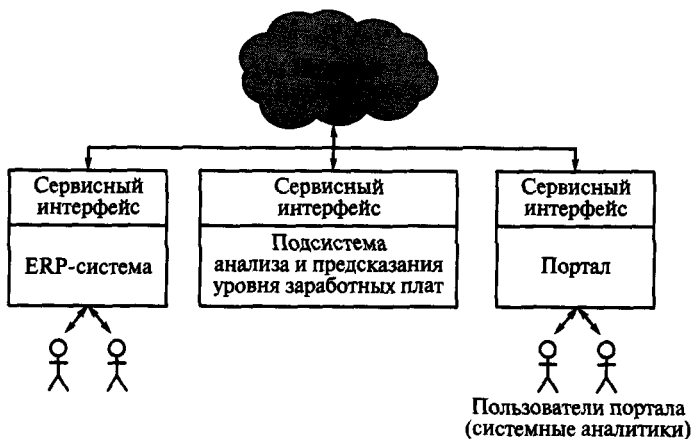 Сервисный
интерфейс
ERP-система
Сервисный
интерфейс
Подсистема
анализа и предсказания
уровня заработных плат
Сервисный
интерфейс
Портал
Пользователи портала
(системные аналитики)